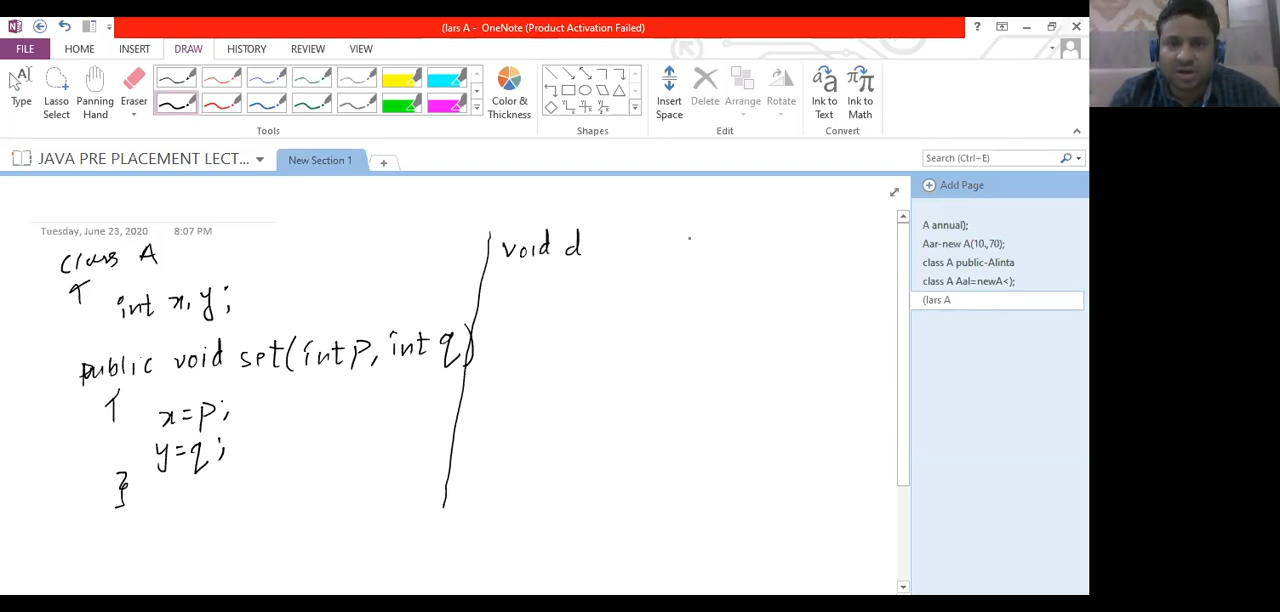 (lars A - OneNote (Product Activation Failed)
FILE HOME INSERT DRAW HISTORY REVIEW VIEW
Type Lasso Select Panning Hand Eraser Color & Thickness Insert Space Delete Arrange Rotate Ink to Text Ink to Math
Tools Shapes Edit Convert
JAVA PRE PLACEMENT LECT... New Section 1 Search (Ctrl+E)
Add Page
A annual);
Aar-new A(10.,70);
class A public-Alinta
class A Aal=newA<);
(lars A
Tuesday, June 23, 2020 8:07 PM
class A
{
int x, y;
public void set(int p, int q)
{ x=p;
y=q;
}
void d